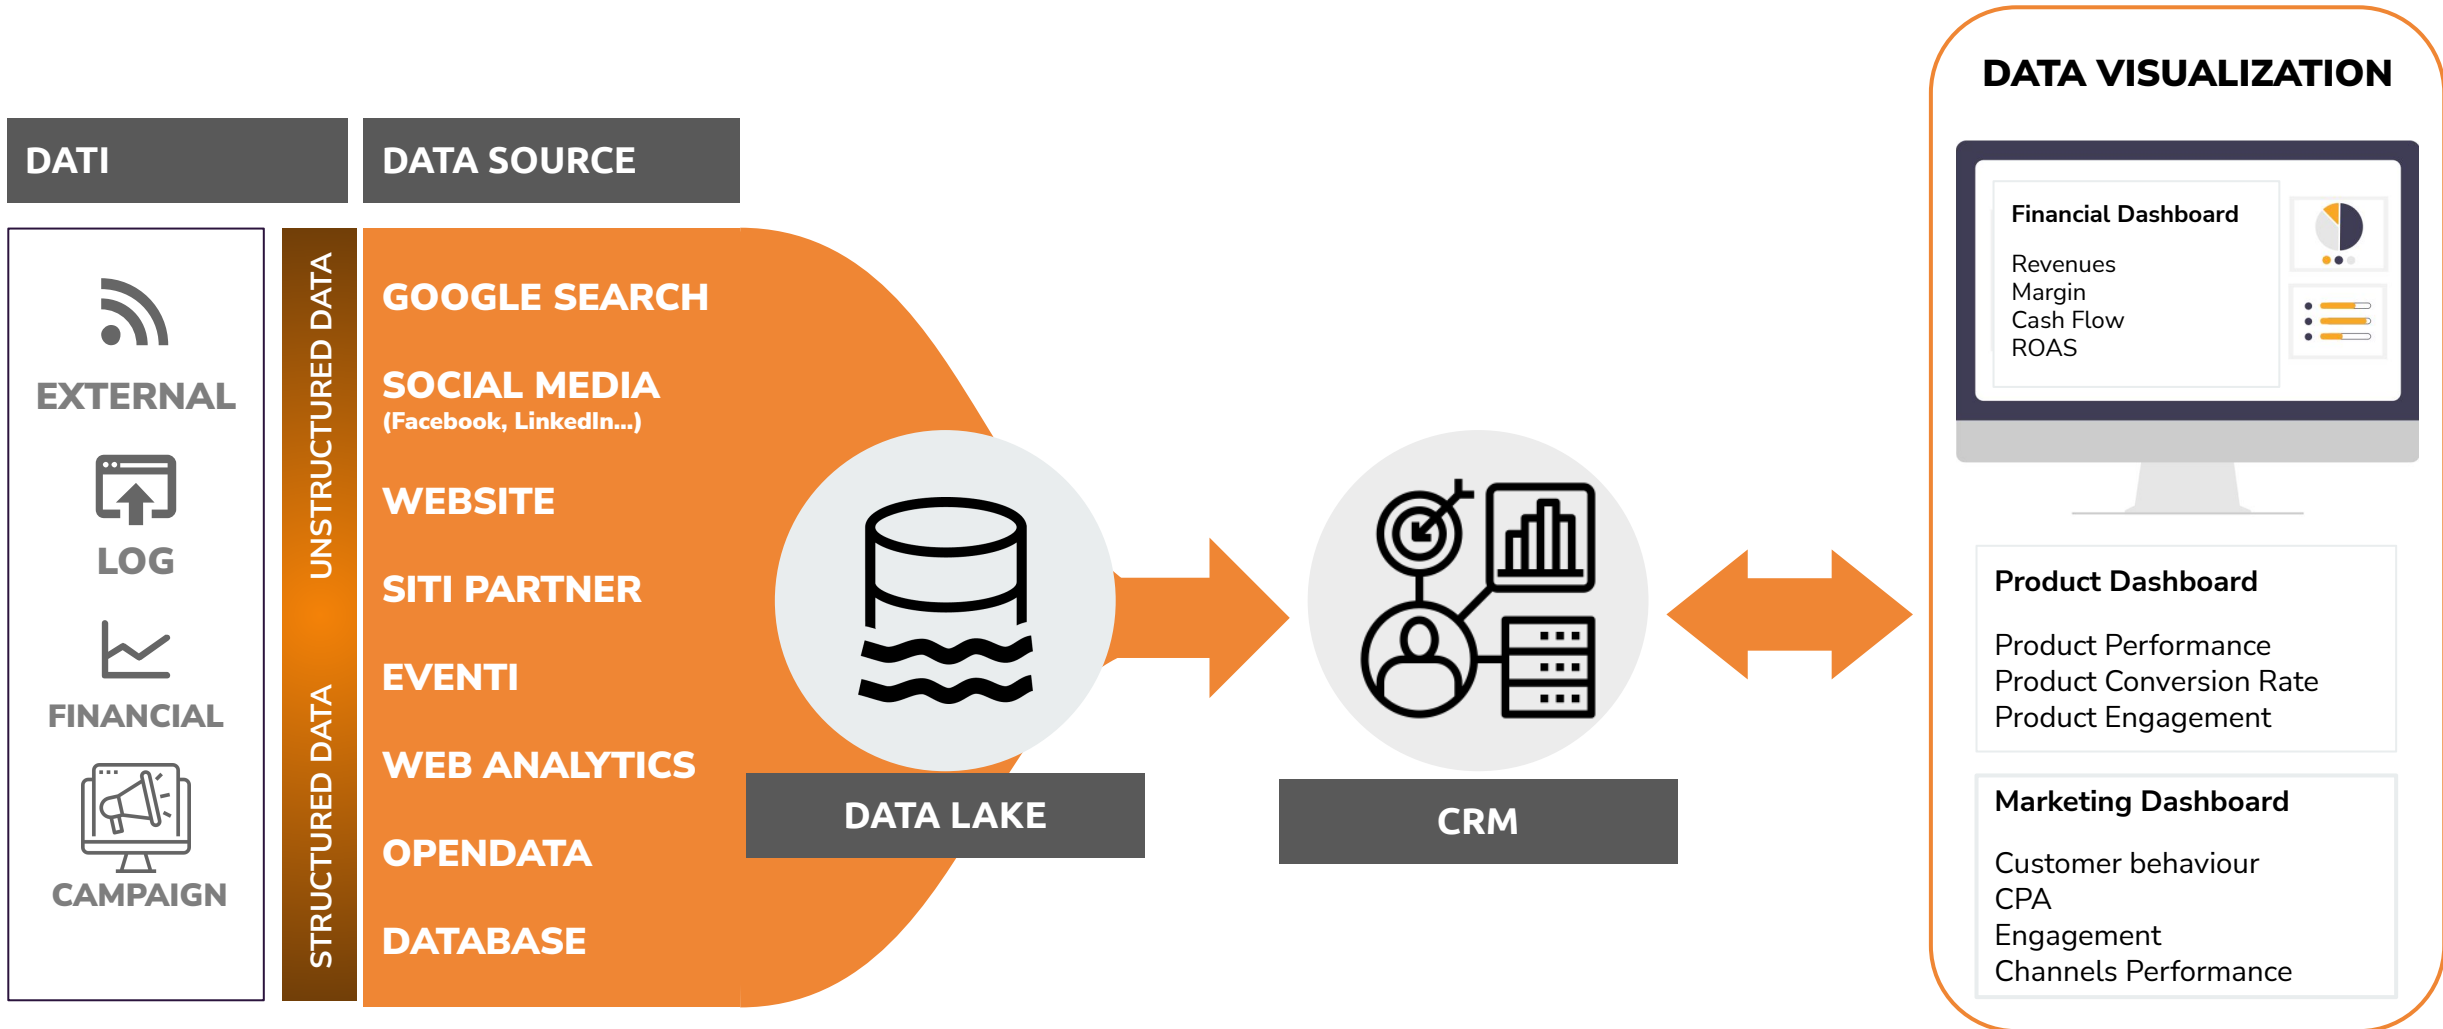 DATI
EXTERNAL
LOG
FINANCIAL
CAMPAIGN
UNSTRUCTURED DATA
STRUCTURED DATA
DATA SOURCE
GOOGLE SEARCH
SOCIAL MEDIA
(Facebook, LinkedIn...)
WEBSITE
SITI PARTNER
EVENTI
WEB ANALYTICS
OPENDATA
DATABASE
DATA LAKE
CRM
DATA VISUALIZATION
Financial Dashboard
Revenues
Margin
Cash Flow
ROAS
Product Dashboard
Product Performance
Product Conversion Rate
Product Engagement
Marketing Dashboard
Customer behaviour
CPA
Engagement
Channels Performance